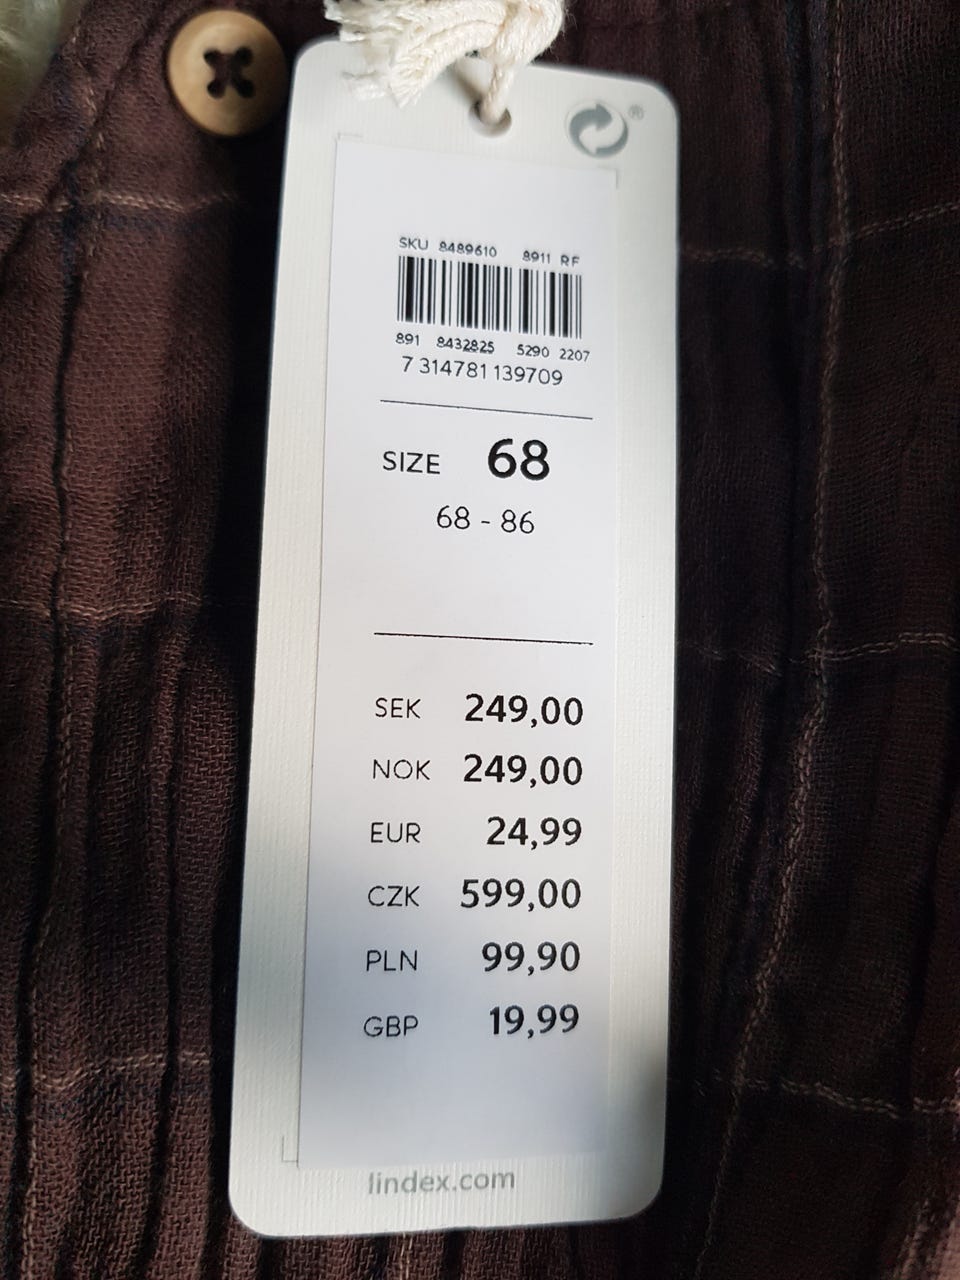 ®
SKU 8489610 8911 RF
891 8432825 5290 2207
7 314781 139709
SIZE 68
68 - 86
SEK 249,00
NOK 249,00
EUR 24,99
CZK 599,00
PLN 99,90
GBP 19,99
lindex.com